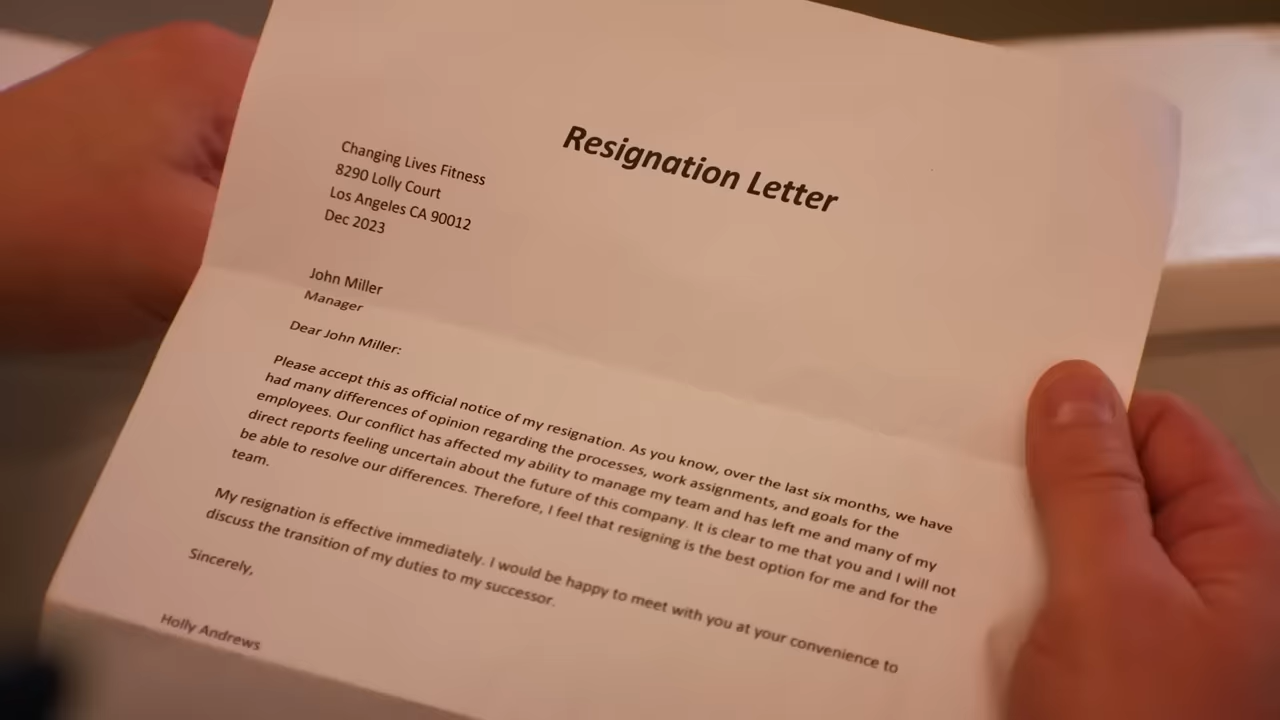 Resignation Letter
Changing Lives Fitness
8290 Lolly Court
Los Angeles CA 90012
Dec 2023
John Miller
Manager
Dear John Miller:
Please accept this as official notice of my resignation. As you know, over the last six months, we have
had many differences of opinion regarding the processes, work assignments, and goals for the
employees. Our conflict has affected my ability to manage my team and has left me and many of my
direct reports feeling uncertain about the future of this company. It is clear to me that you and I will not
be able to resolve our differences. Therefore, I feel that resigning is the best option for me and for the
team.
My resignation is effective immediately. I would be happy to meet with you at your convenience to
discuss the transition of my duties to my successor.
Sincerely,
Holly Andrews